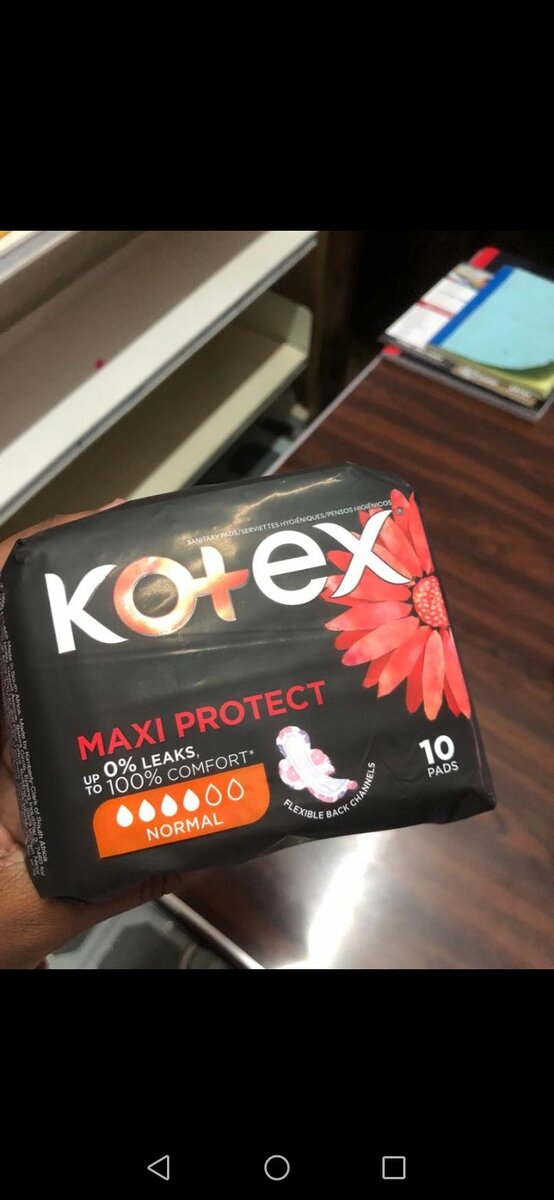 SANITARY PADS/SERVIETTES HYGIÉNIQUES/PENSOS HIGIÉNICOS
Kotex®
MAXI PROTECT
UP TO 0% LEAKS,
100% COMFORT*
NORMAL
FLEXIBLE BACK CHANNELS
10
PADS